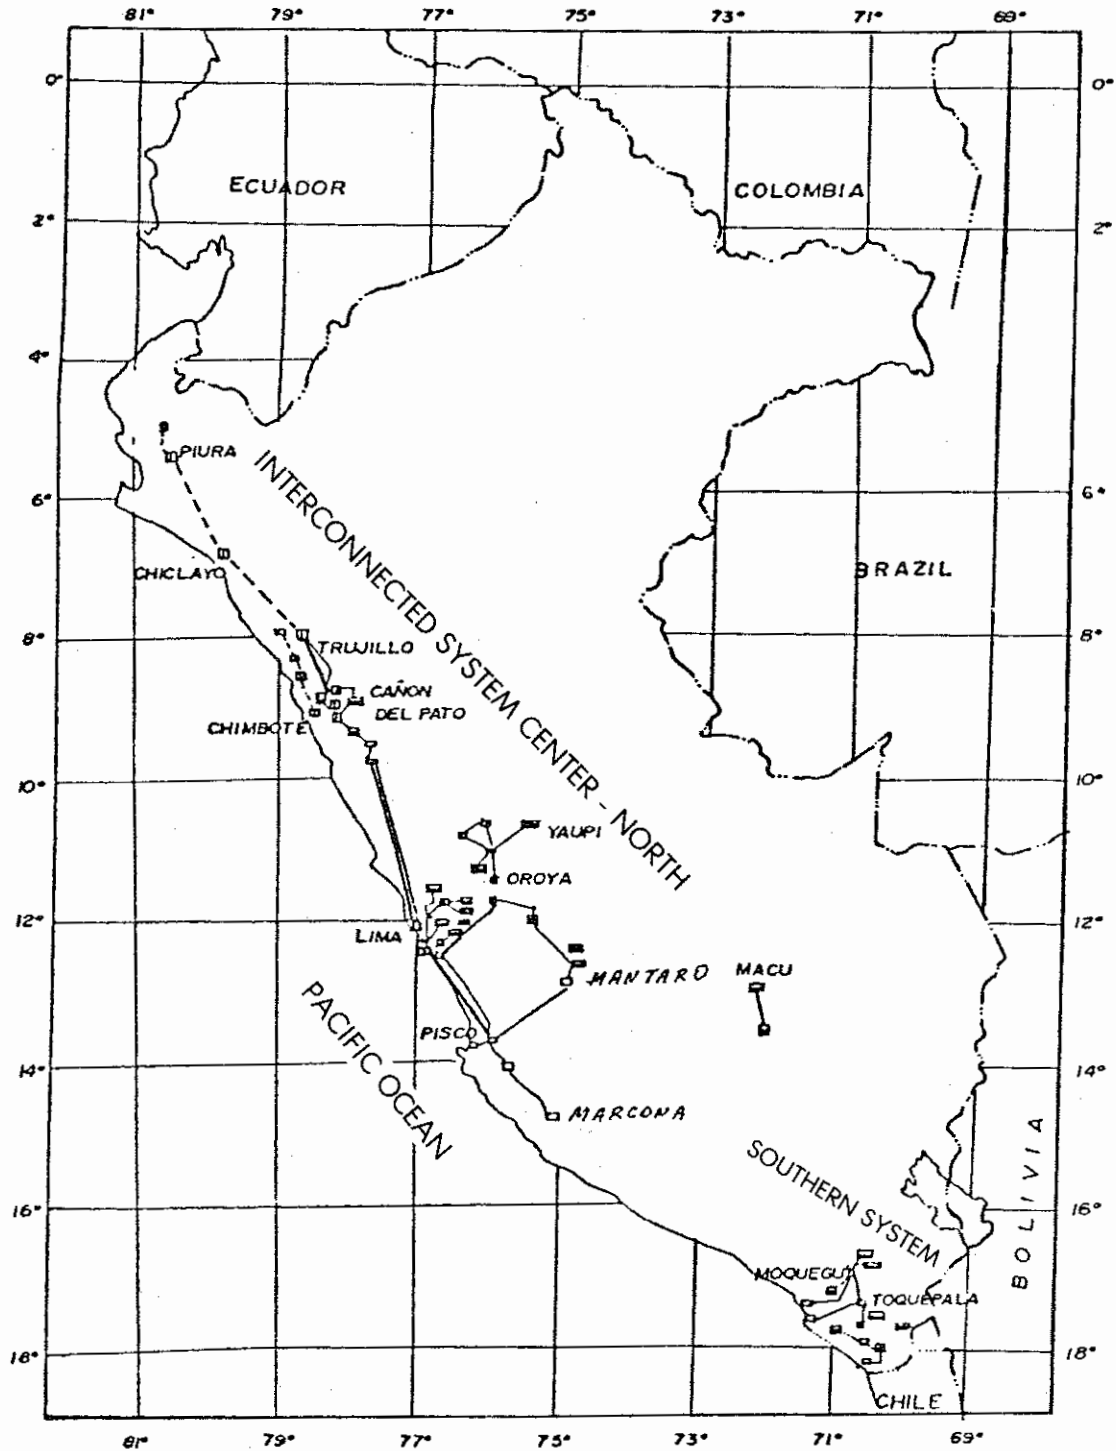 81° 79° 77° 75° 73° 71° 69°
0° 0°
ECUADOR COLOMBIA
2° 2°
4°
PIURA
INTERCONNECTED SYSTEM CENTER - NORTH
6° 6°
CHICLAYO
BRAZIL
8° 8°
TRUJILLO
CAÑON
DEL PATO
CHIMBOTE
10° 10°
YAUPI
OROYA
12° 12°
LIMA
MANTARO
MACU
PACIFIC OCEAN
PISCO
14° 14°
MARCONA
BOLIVIA
SOUTHERN SYSTEM
16° 16°
MOQUEGU
TOQUEPALA
18° 18°
CHILE
81° 79° 77° 75° 73° 71° 69°